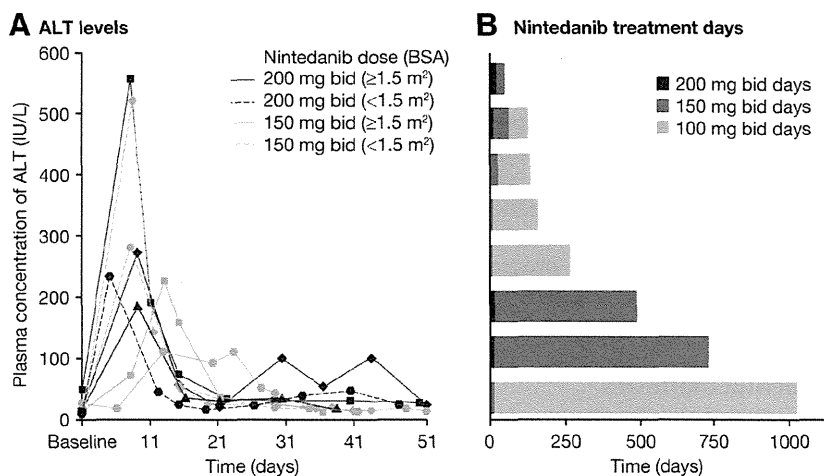 A ALT levels
Plasma concentration of ALT (IU/L)
600
500
400
300
200
100
0
Nintedanib dose (BSA)
200 mg bid (≥1.5 m²)
200 mg bid (<1.5 m²)
150 mg bid (≥1.5 m²)
150 mg bid (<1.5 m²)
Baseline 11 21 31 41 51
Time (days)
B Nintedanib treatment days
200 mg bid days
150 mg bid days
100 mg bid days
0 250 500 750 1000
Time (days)